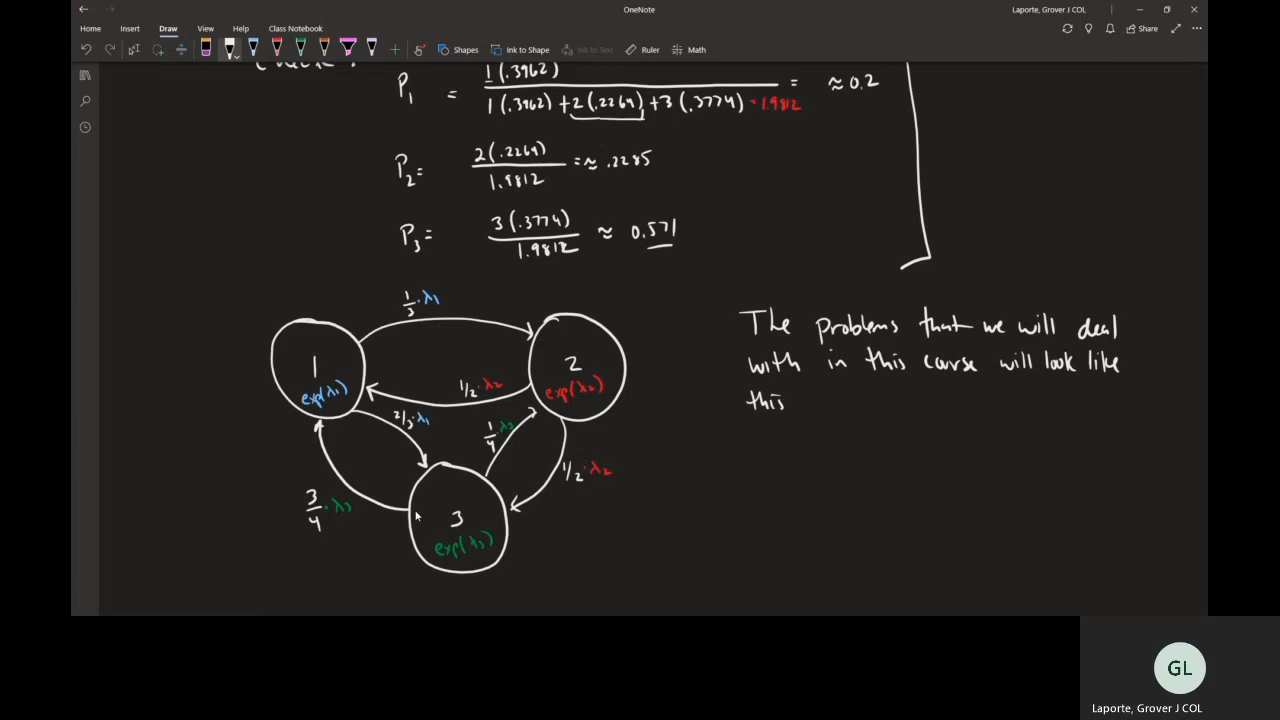 OneNote
Laporte, Grover J COL
Home Insert Draw View Help Class Notebook
Share
Shapes Ink to Shape Ink to Text Ruler Math
P1 = 1(.3962) / 1(.3962) + 2(.2264) + 3(.3774) = 1.9812 = ≈ 0.2
P2 = 2(.2264) / 1.9812 = ≈ .2285
P3 = 3(.3774) / 1.9812 ≈ 0.571
1/3 · λ1
1
exp(λ1)
2
exp(λ2)
1/2 · λ2
2/3 · λ1
1/4 · λ3
1/2 · λ2
3/4 · λ3
3
exp(λ3)
The problems that we will deal
with in this carse will look like
this
GL
Laporte, Grover J COL